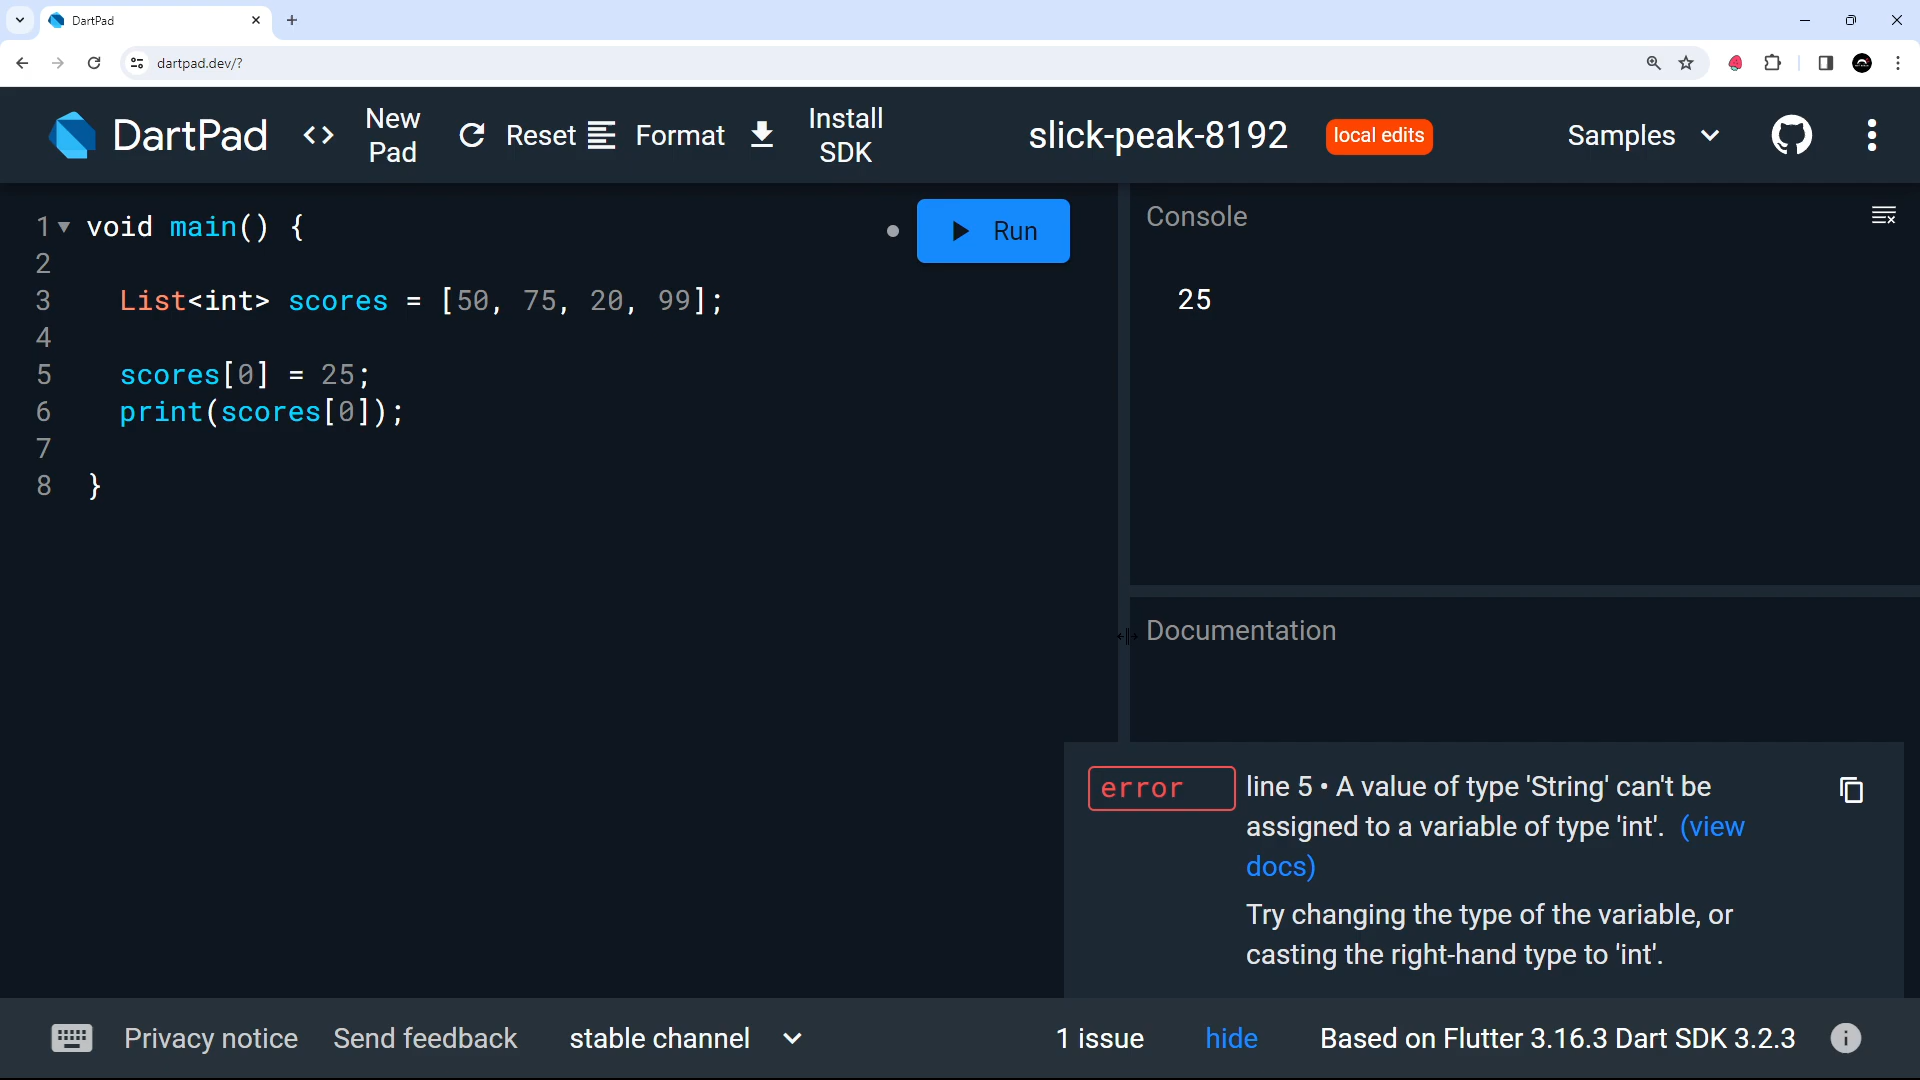 DartPad
dartpad.dev/?
DartPad
New Pad
Reset
Format
Install SDK
slick-peak-8192
local edits
Samples
1 void main() {
2
3 List<int> scores = [50, 75, 20, 99];
4
5 scores[0] = 25;
6 print(scores[0]);
7
8 }
Run
Console
25
Documentation
error
line 5 • A value of type 'String' can't be
assigned to a variable of type 'int'. (view
docs)
Try changing the type of the variable, or
casting the right-hand type to 'int'.
Privacy notice
Send feedback
stable channel
1 issue
hide
Based on Flutter 3.16.3 Dart SDK 3.2.3